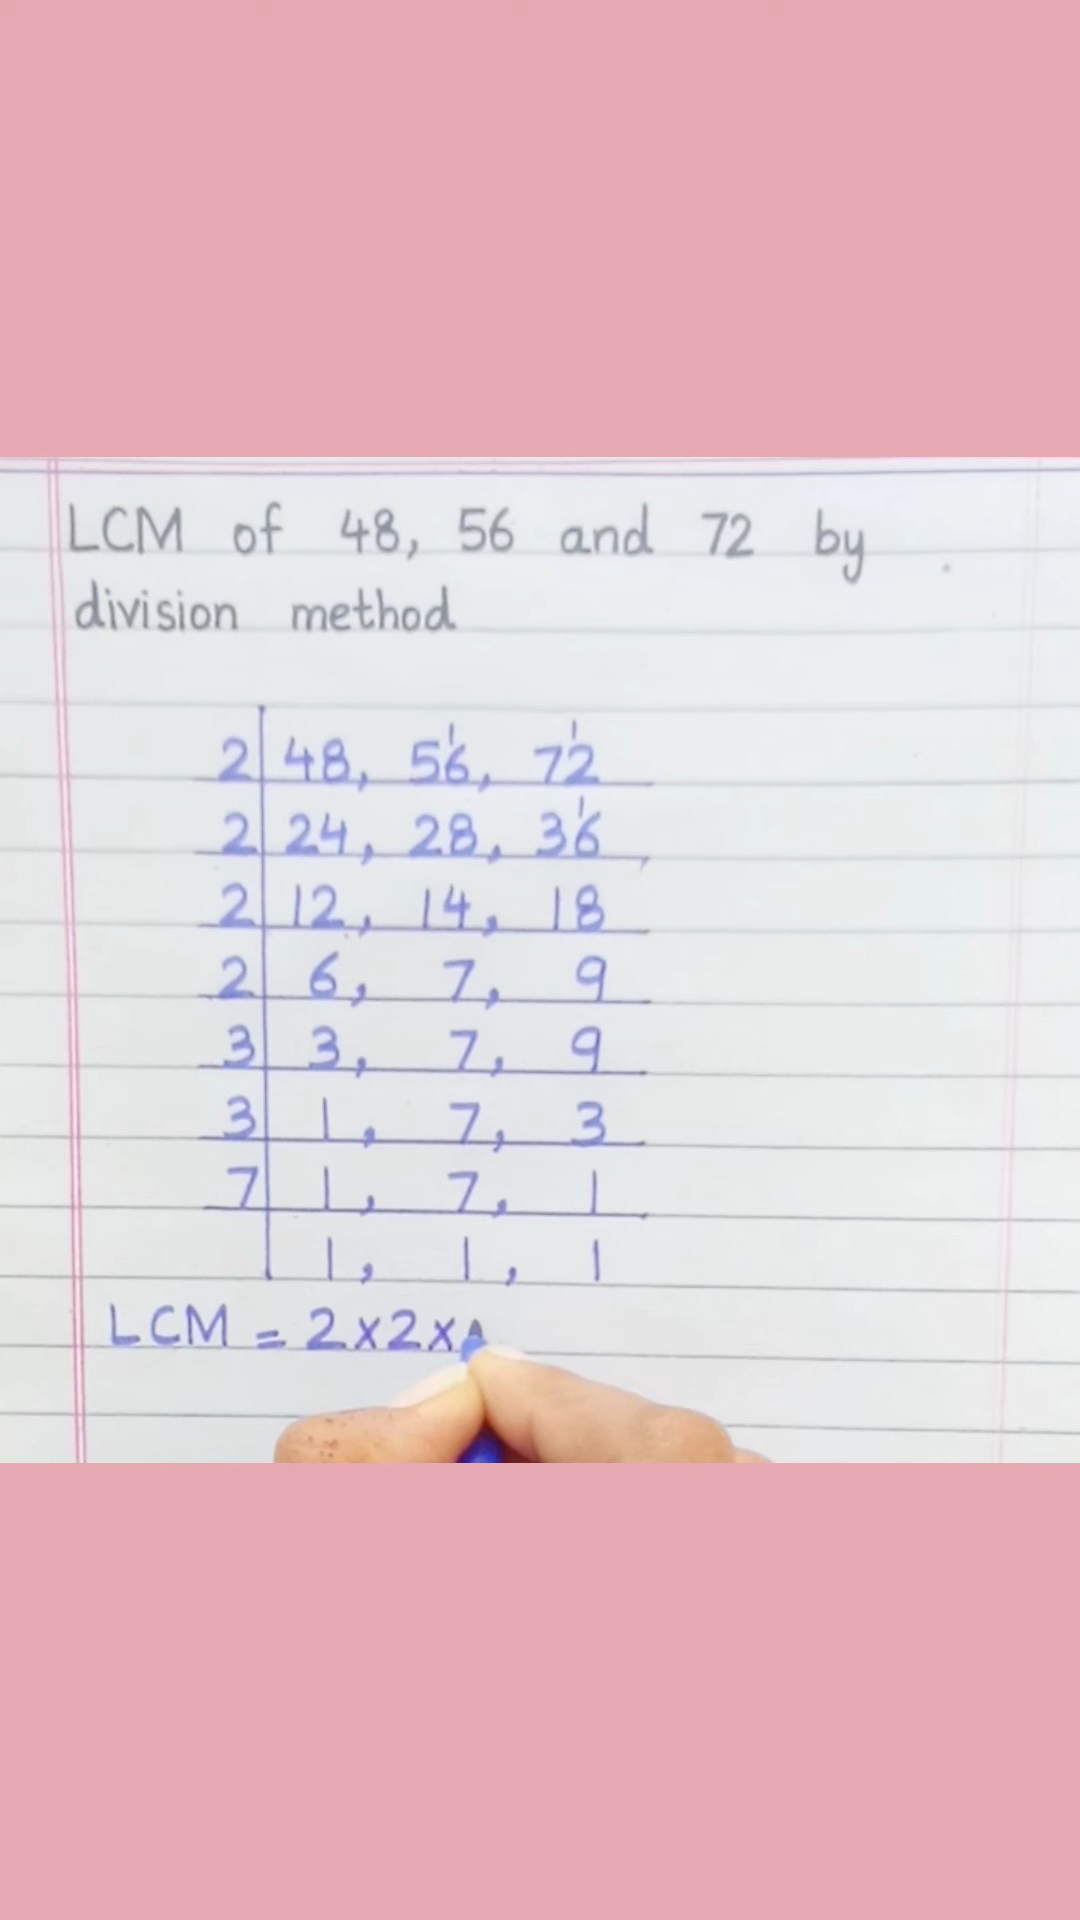 LCM of 48, 56 and 72 by
division method
2 48, 56, 72
2 24, 28, 36
2 12, 14, 18
2 6, 7, 9
3 3, 7, 9
3 1, 7, 3
7 1, 7, 1
1, 1, 1
LCM = 2×2×